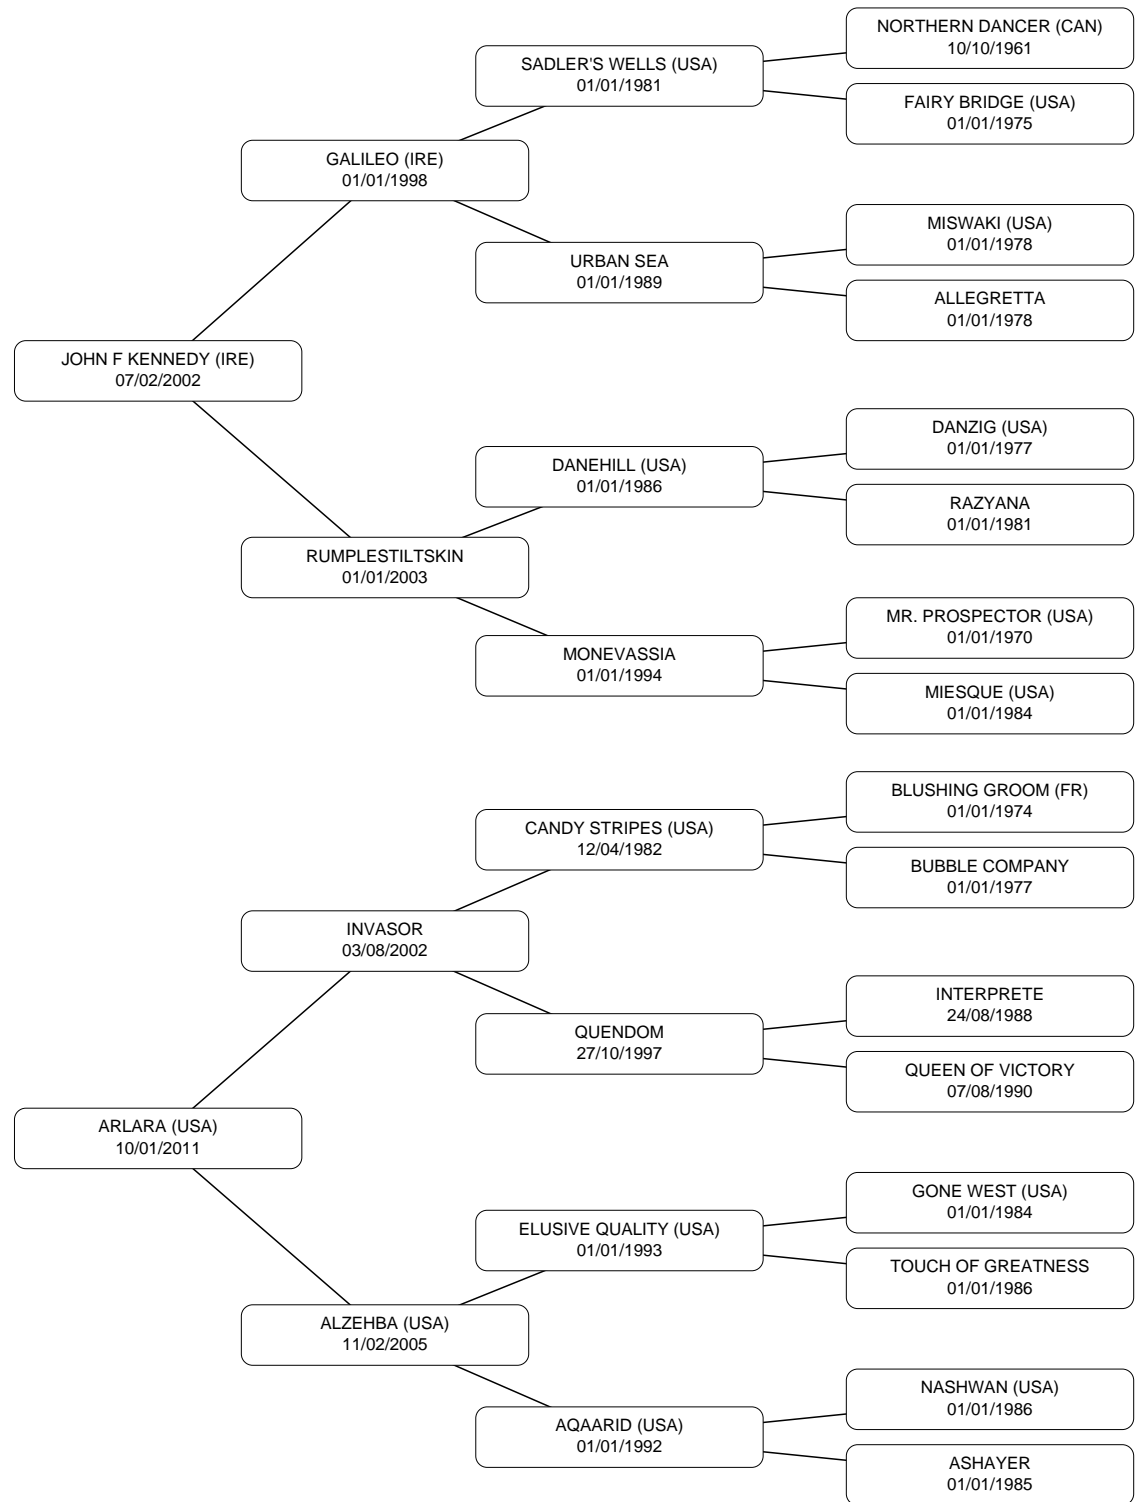 NORTHERN DANCER (CAN)
10/10/1961
SADLER'S WELLS (USA)
01/01/1981
FAIRY BRIDGE (USA)
01/01/1975
GALILEO (IRE)
01/01/1998
MISWAKI (USA)
01/01/1978
URBAN SEA
01/01/1989
ALLEGRETTA
01/01/1978
JOHN F KENNEDY (IRE)
07/02/2002
DANZIG (USA)
01/01/1977
DANEHILL (USA)
01/01/1986
RAZYANA
01/01/1981
RUMPLESTILTSKIN
01/01/2003
MR. PROSPECTOR (USA)
01/01/1970
MONEVASSIA
01/01/1994
MIESQUE (USA)
01/01/1984
BLUSHING GROOM (FR)
01/01/1974
CANDY STRIPES (USA)
12/04/1982
BUBBLE COMPANY
01/01/1977
INVASOR
03/08/2002
INTERPRETE
24/08/1988
QUENDOM
27/10/1997
QUEEN OF VICTORY
07/08/1990
ARLARA (USA)
10/01/2011
GONE WEST (USA)
01/01/1984
ELUSIVE QUALITY (USA)
01/01/1993
TOUCH OF GREATNESS
01/01/1986
ALZEHBA (USA)
11/02/2005
NASHWAN (USA)
01/01/1986
AQAARID (USA)
01/01/1992
ASHAYER
01/01/1985